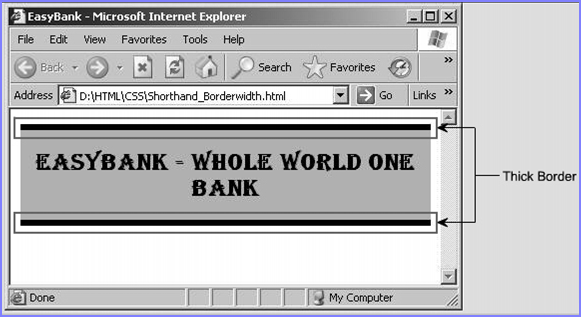 EasyBank - Microsoft Internet Explorer
File Edit View Favorites Tools Help
Back Search Favorites »
Address D:\HTML\CSS\Shorthand_Borderwidth.html Go Links »
EASYBANK - WHOLE WORLD ONE
BANK
Thick Border
Done My Computer